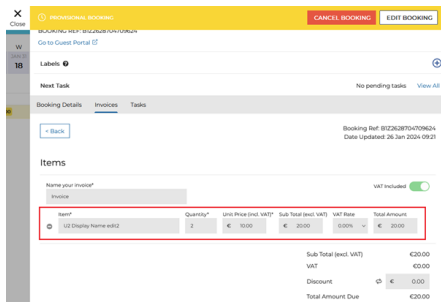 × PROVISIONAL BOOKING CANCEL BOOKING EDIT BOOKING
Close
BOOKING REF: B1Z2628704709624
Go to Guest Portal
W
18
Labels
Next Task No pending tasks View All
Booking Details Invoices Tasks
< Back
Booking Ref: B1Z2628704709624
Date Updated: 26 Jan 2024 09:21
Items
Name your invoice* VAT Included
Invoice
Item* Quantity* Unit Price (incl. VAT)* Sub Total (excl. VAT) VAT Rate Total Amount
U2 Display Name edit2 2 € 10.00 € 20.00 0.00% € 20.00
Sub Total (excl. VAT) €20.00
VAT €0.00
Discount € 0.00
Total Amount Due €20.00